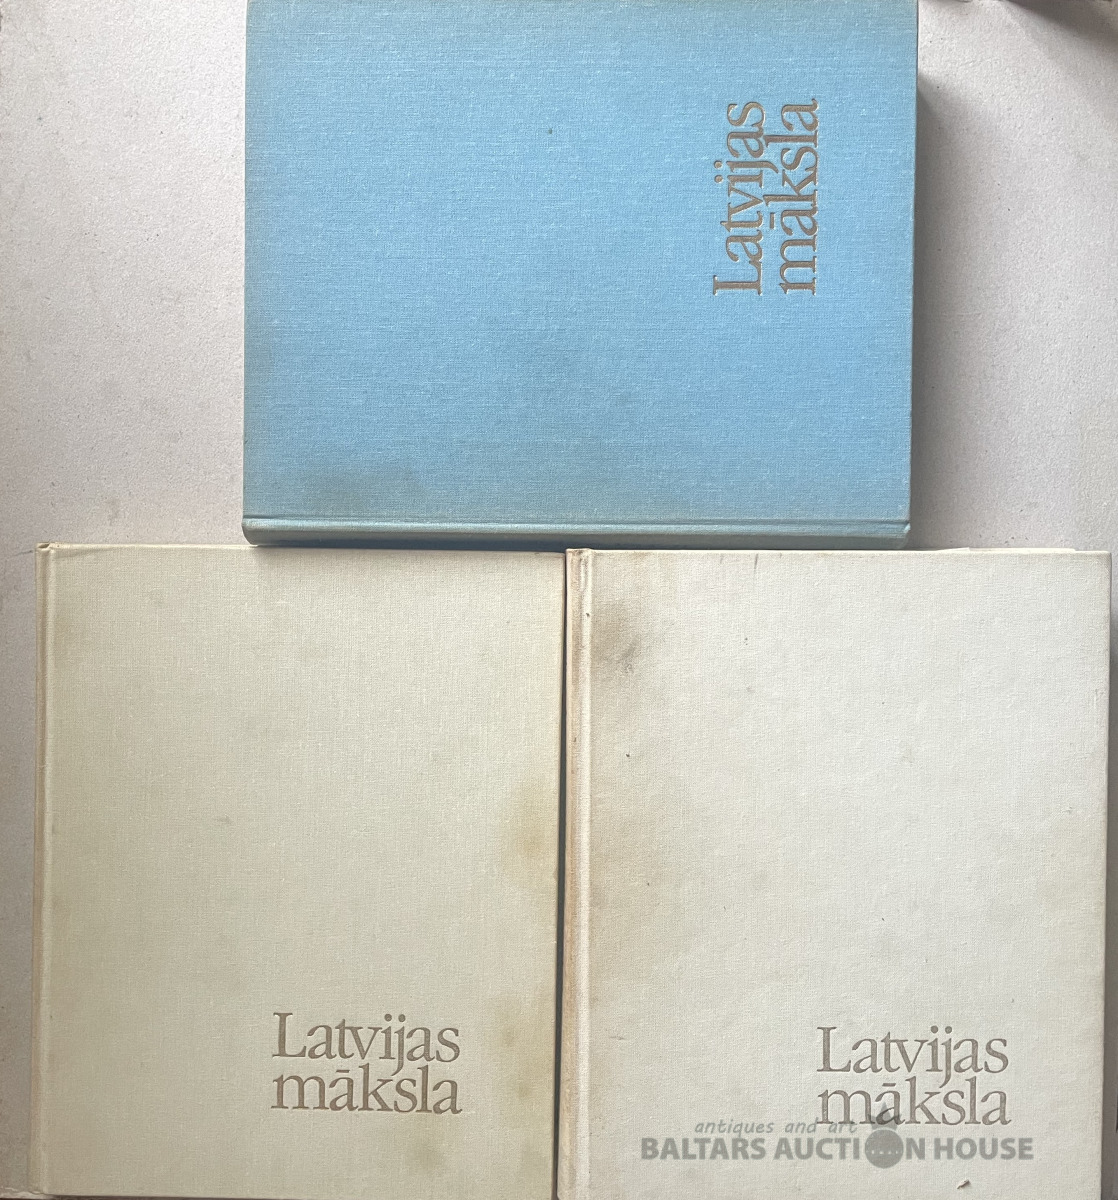 Latvijas
māksla
Latvijas
māksla
Latvijas
māksla
antiques and art
BALTARS AUCTION HOUSE